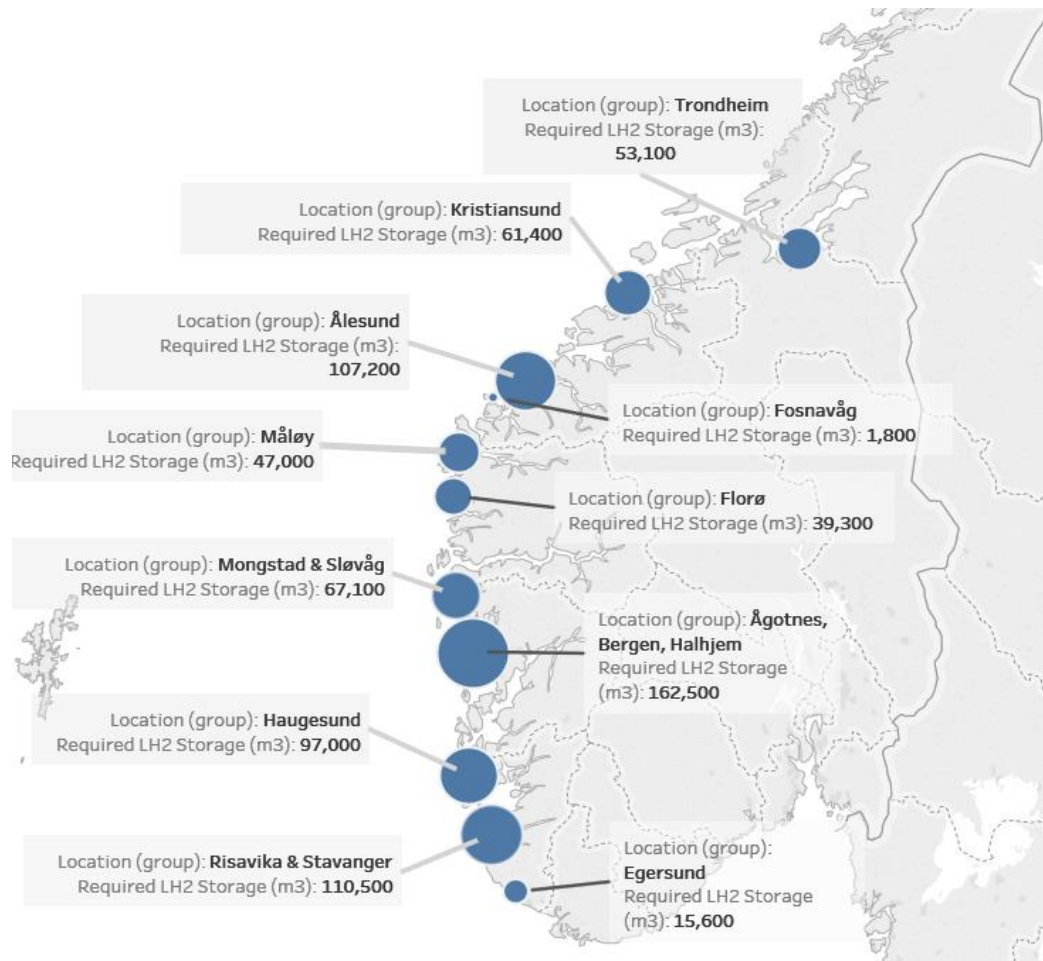 Location (group): Trondheim
Required LH2 Storage (m3):
53,100
Location (group): Kristiansund
Required LH2 Storage (m3): 61,400
Location (group): Ålesund
Required LH2 Storage (m3):
107,200
Location (group): Fosnavåg
Required LH2 Storage (m3): 1,800
Location (group): Måløy
Required LH2 Storage (m3): 47,000
Location (group): Florø
Required LH2 Storage (m3): 39,300
Location (group): Mongstad & Sløvåg
Required LH2 Storage (m3): 67,100
Location (group): Ågotnes,
Bergen, Halhjem
Required LH2 Storage
(m3): 162,500
Location (group): Haugesund
Required LH2 Storage (m3): 97,000
Location (group): Risavika & Stavanger
Required LH2 Storage (m3): 110,500
Location (group):
Egersund
Required LH2 Storage
(m3): 15,600